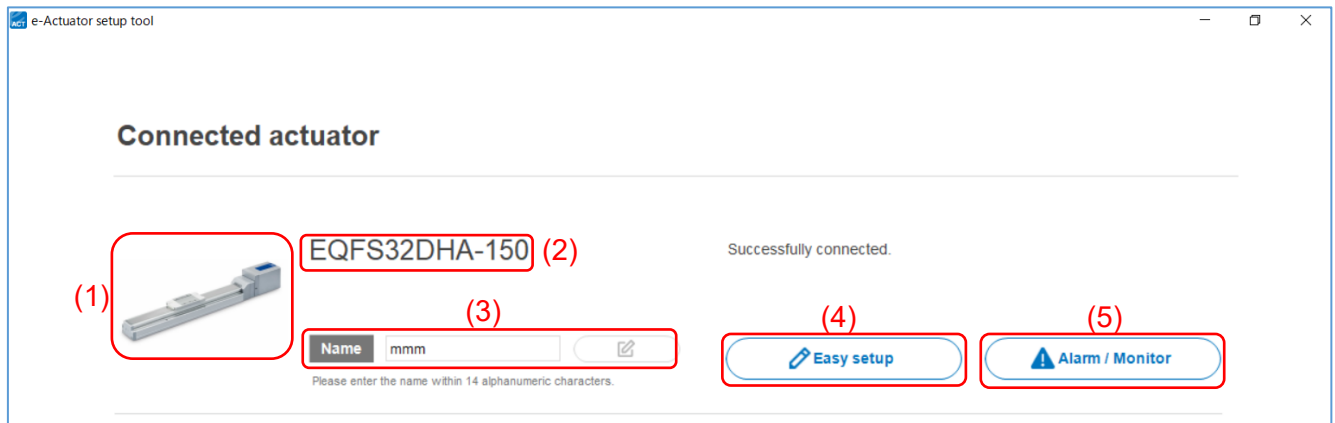 ACT e-Actuator setup tool
Connected actuator
EQFS32DHA-150 (2)
Successfully connected.
(1)
(3)
(4)
(5)
Name mmm
Easy setup
Alarm / Monitor
Please enter the name within 14 alphanumeric characters.